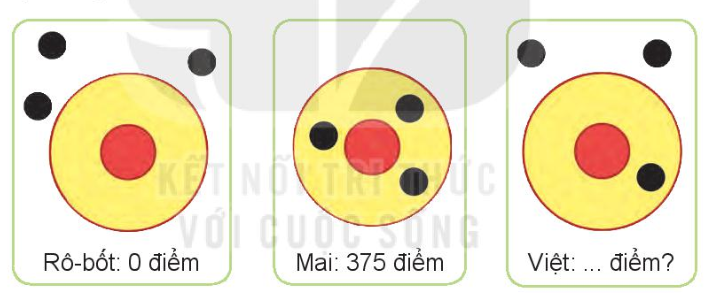 KẾT NỐI TRI THỨC
VỚI CUỘC SỐNG
Rô-bốt: 0 điểm
Mai: 375 điểm
Việt: ... điểm?